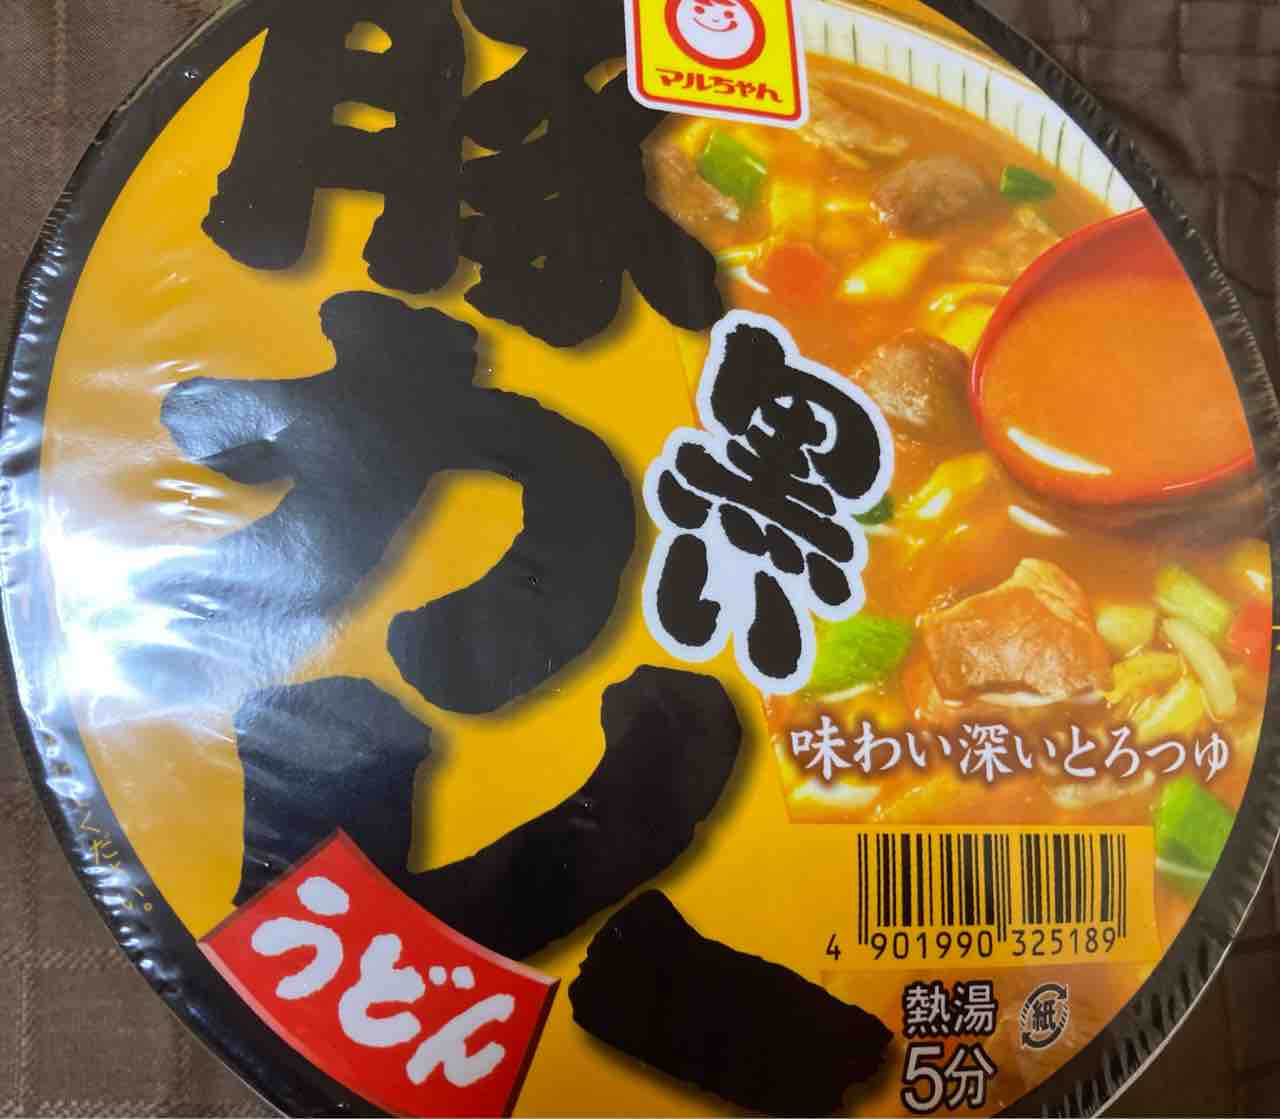 マルちゃん
黒い
豚カレー
うどん
味わい深いとろつゆ
4 901990 325189
熱湯
5分
紙